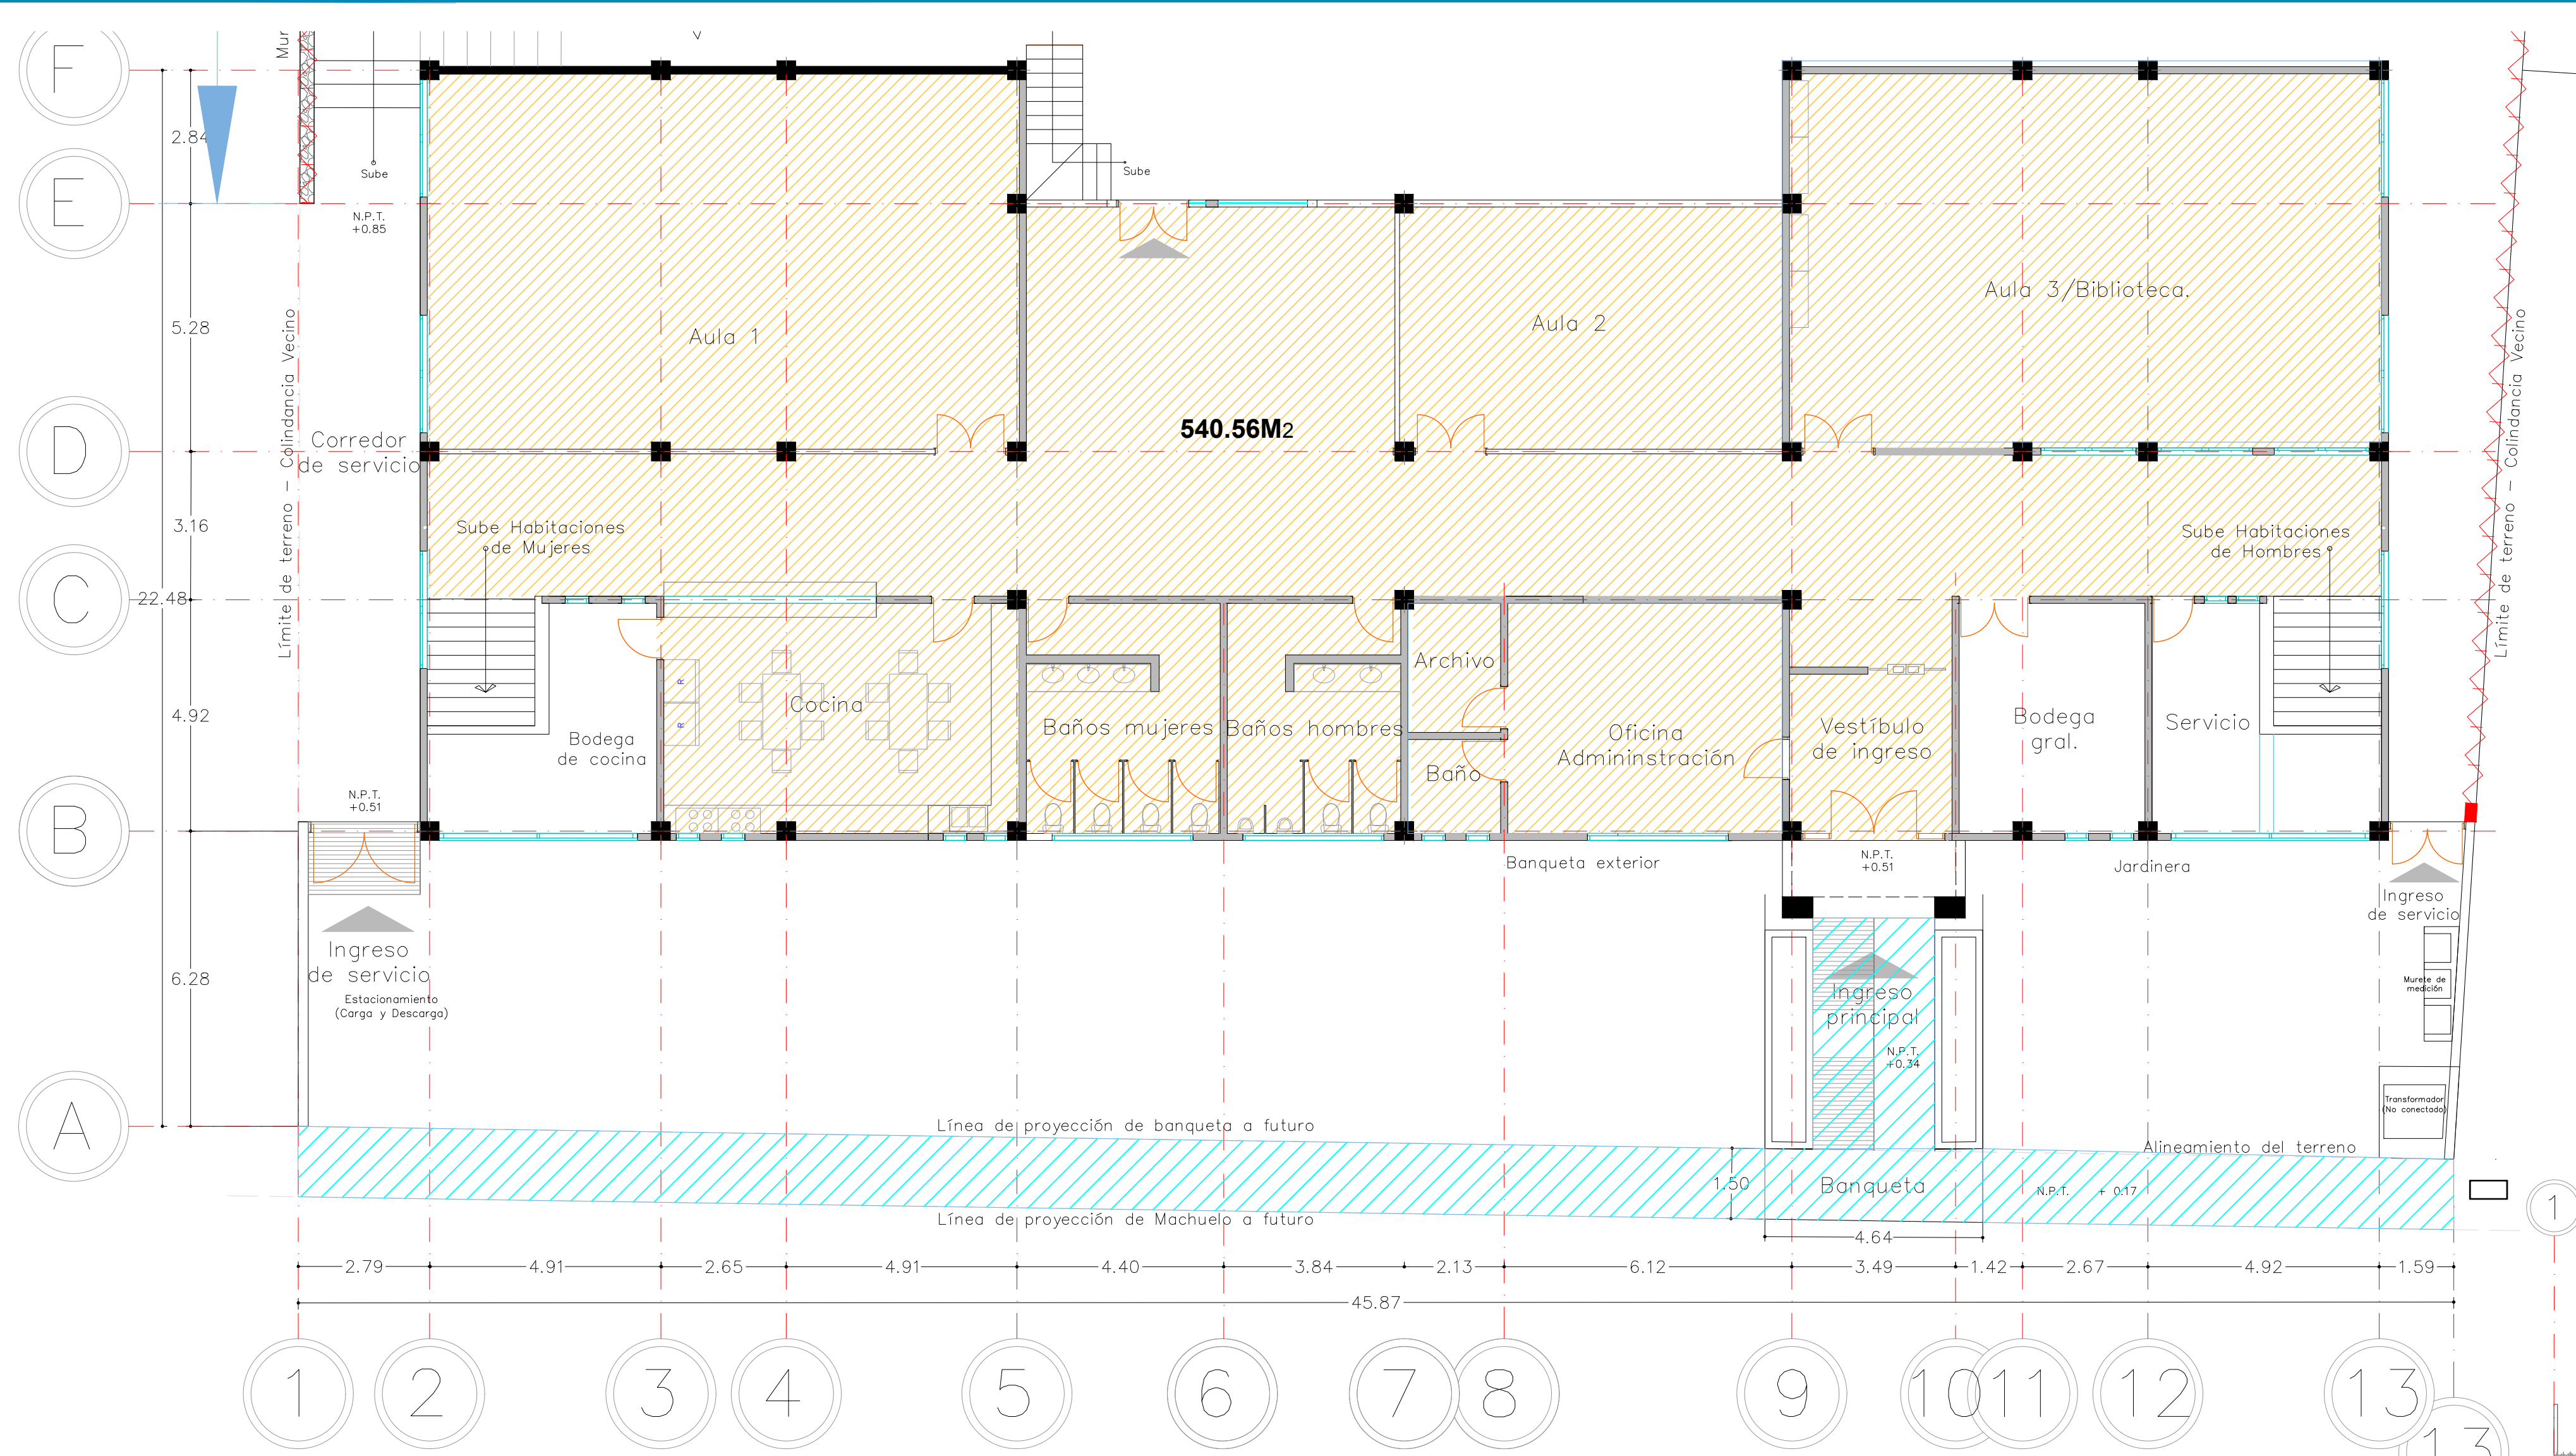 F
E
D
C
B
A
Mur
2.84
5.28
3.16
22.48
4.92
6.28
Sube
N.P.T.
+0.85
Límite de terreno - Colindancia Vecino
Corredor
de servicio
Sube
Aula 1
Aula 2
Aula 3/Biblioteca.
540.56M2
Sube Habitaciones
de Mujeres
Sube Habitaciones
de Hombres
Límite de terreno - Colindancia Vecino
Bodega
de cocina
R
R
Cocina
Baños mujeres
Baños hombres
Archivo
Baño
Oficina
Admininstración
Vestíbulo
de ingreso
Bodega
gral.
Servicio
N.P.T.
+0.51
Banqueta exterior
N.P.T.
+0.51
Jardinera
Ingreso
de servicio
Ingreso
de servicio
Estacionamiento
(Carga y Descarga)
Ingreso
principal
N.P.T.
+0.34
Murete de
medición
Transformador
(No conectado)
Línea de proyección de banqueta a futuro
Alineamiento del terreno
1.50
Banqueta
N.P.T. + 0.17
Línea de proyección de Machuelo a futuro
4.64
2.79
4.91
2.65
4.91
4.40
3.84
2.13
6.12
3.49
1.42
2.67
4.92
1.59
45.87
1
1
2
3
4
5
6
7
8
9
10
11
12
13
13